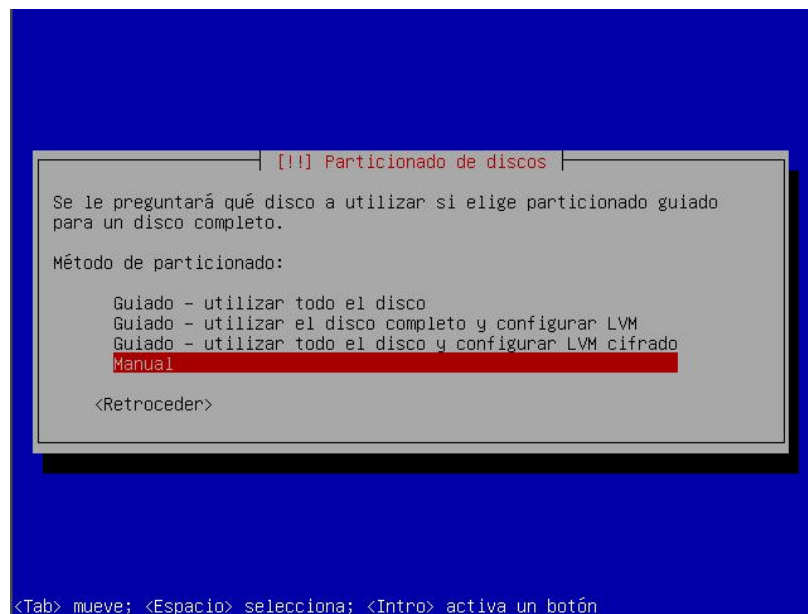 [!!] Particionado de discos
Se le preguntará qué disco a utilizar si elige particionado guiado
para un disco completo.
Método de particionado:
Guiado – utilizar todo el disco
Guiado – utilizar el disco completo y configurar LVM
Guiado – utilizar todo el disco y configurar LVM cifrado
Manual
<Retroceder>
<Tab> mueve; <Espacio> selecciona; <Intro> activa un botón